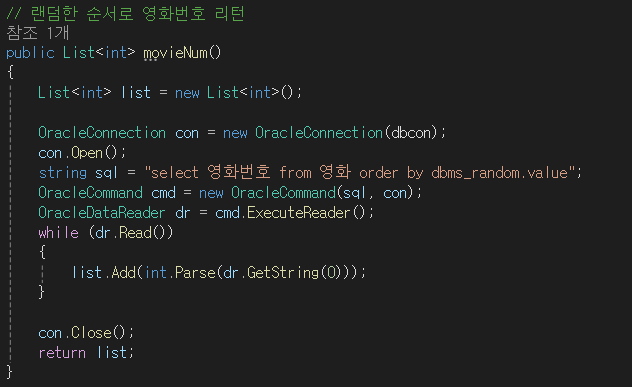 // 랜덤한 순서로 영화번호 리턴
참조 1개
public List<int> movieNum()
{
List<int> list = new List<int>();
OracleConnection con = new OracleConnection(dbcon);
con.Open();
string sql = "select 영화번호 from 영화 order by dbms_random.value";
OracleCommand cmd = new OracleCommand(sql, con);
OracleDataReader dr = cmd.ExecuteReader();
while (dr.Read())
{
list.Add(int.Parse(dr.GetString(0)));
}
con.Close();
return list;
}